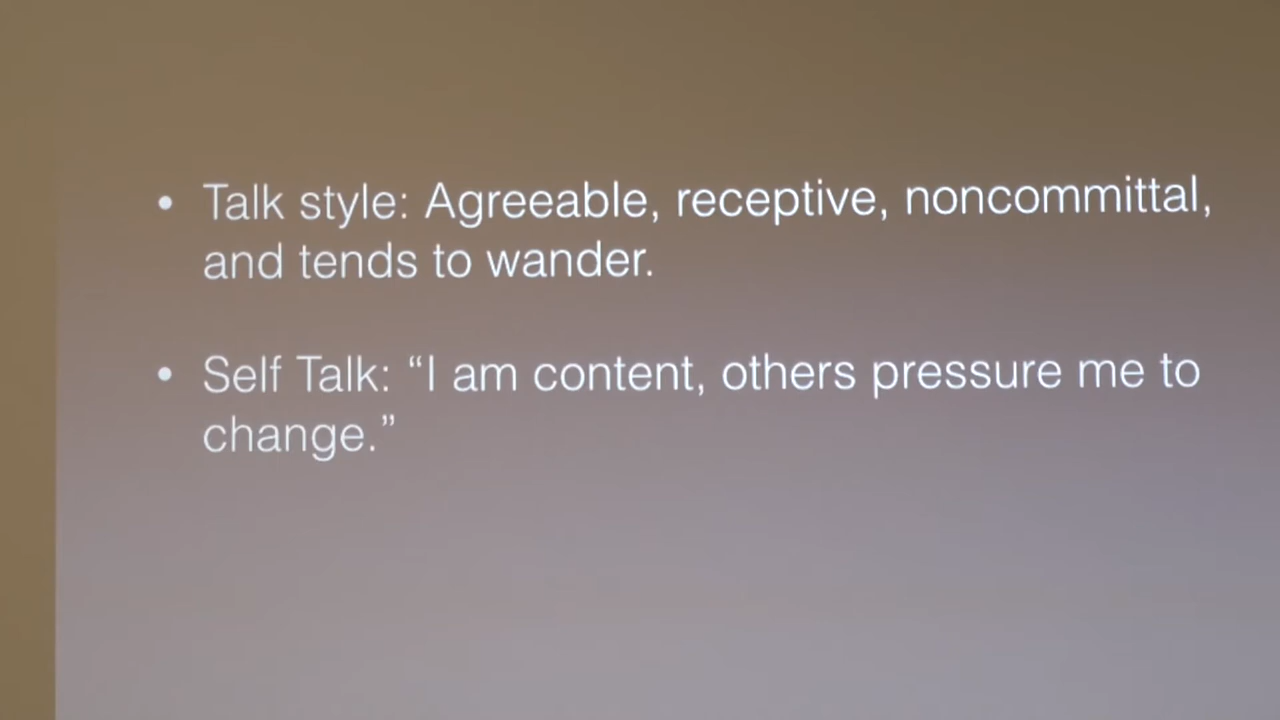 • Talk style: Agreeable, receptive, noncommittal,
and tends to wander.
• Self Talk: “I am content, others pressure me to
change.”